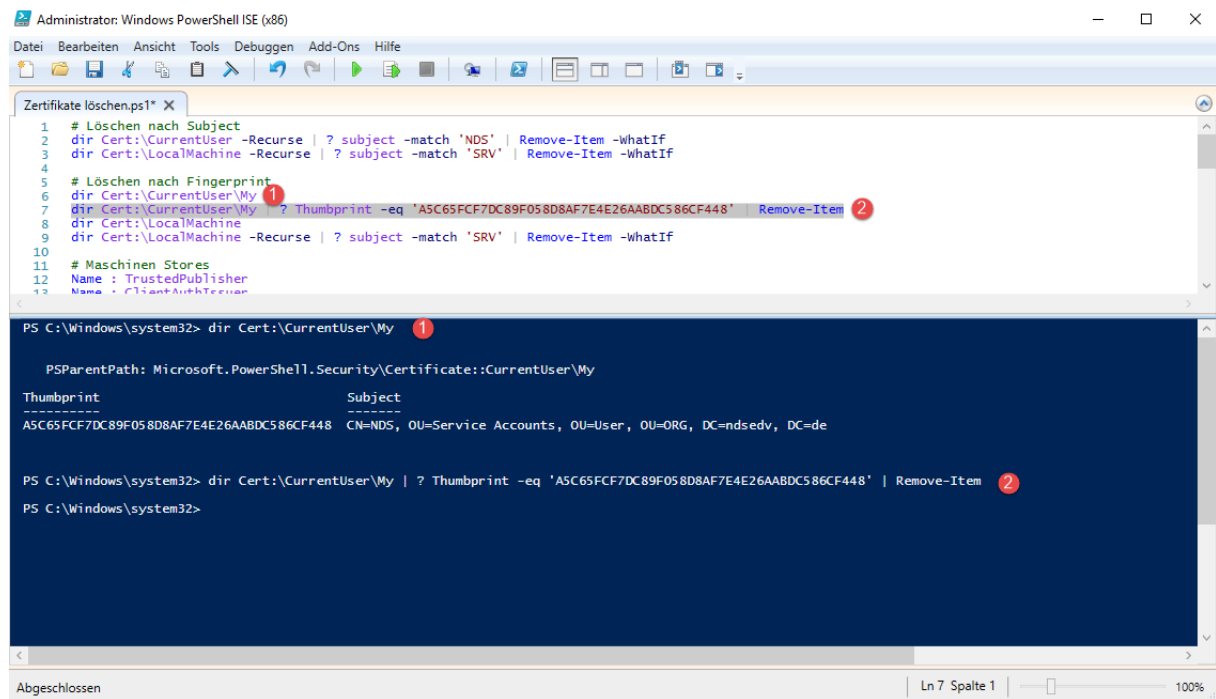 Administrator: Windows PowerShell ISE (x86)
Datei Bearbeiten Ansicht Tools Debuggen Add-Ons Hilfe
Zertifikate löschen.ps1* X
1 # Löschen nach Subject
2 dir Cert:\CurrentUser -Recurse | ? subject -match 'NDS' | Remove-Item -WhatIf
3 dir Cert:\LocalMachine -Recurse | ? subject -match 'SRV' | Remove-Item -WhatIf
4
5 # Löschen nach Fingerprint
6 dir Cert:\CurrentUser\My 1
7 dir Cert:\CurrentUser\My | ? Thumbprint -eq 'A5C65FCF7DC89F058D8AF7E4E26AABDC586CF448' | Remove-Item 2
8 dir Cert:\LocalMachine
9 dir Cert:\LocalMachine -Recurse | ? subject -match 'SRV' | Remove-Item -WhatIf
10
11 # Maschinen Stores
12 Name : TrustedPublisher
13 Name : ClientAuthIssuer
PS C:\Windows\system32> dir Cert:\CurrentUser\My 1
PSParentPath: Microsoft.PowerShell.Security\Certificate::CurrentUser\My
Thumbprint Subject
---------- -------
A5C65FCF7DC89F058D8AF7E4E26AABDC586CF448 CN=NDS, OU=Service Accounts, OU=User, OU=ORG, DC=ndsedv, DC=de
PS C:\Windows\system32> dir Cert:\CurrentUser\My | ? Thumbprint -eq 'A5C65FCF7DC89F058D8AF7E4E26AABDC586CF448' | Remove-Item 2
PS C:\Windows\system32>
Abgeschlossen Ln 7 Spalte 1 100%